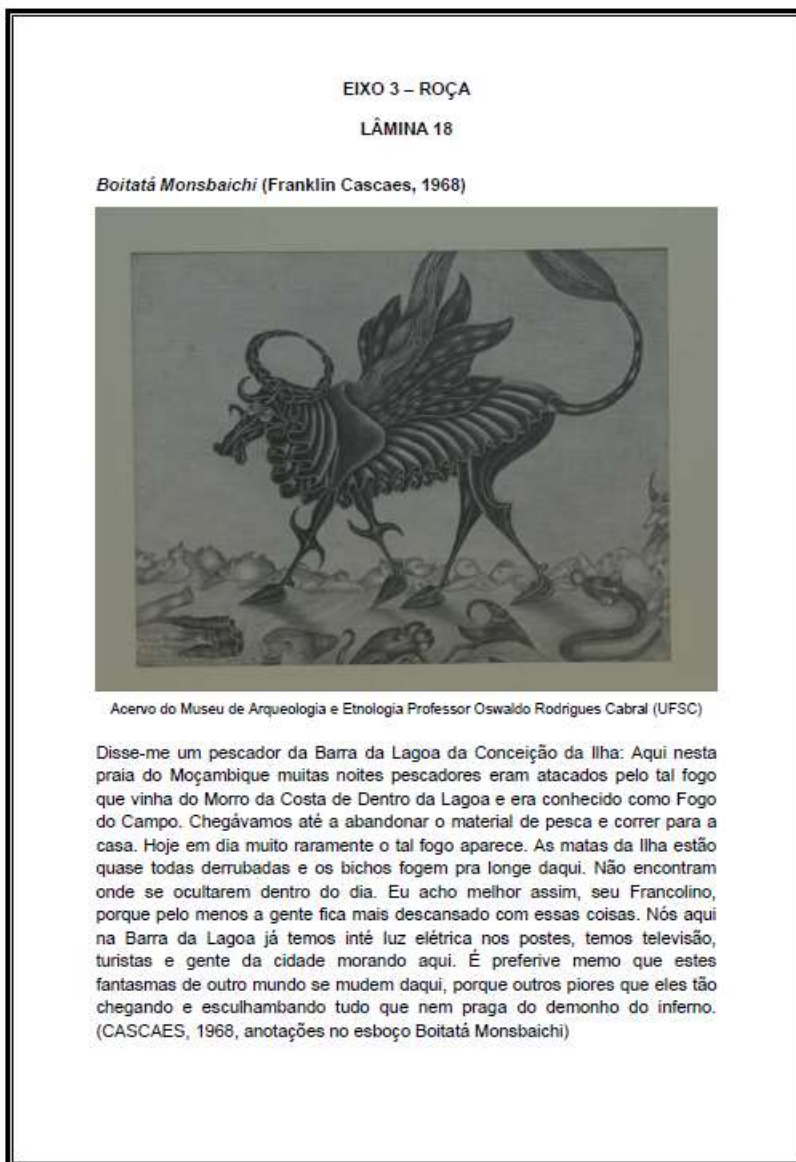 EIXO 3 – ROÇA
LÂMINA 18
Boitatá Monsbaichi (Franklin Cascaes, 1968)
Acervo do Museu de Arqueologia e Etnologia Professor Oswaldo Rodrigues Cabral (UFSC)
Disse-me um pescador da Barra da Lagoa da Conceição da Ilha: Aqui nesta
praia do Moçambique muitas noites pescadores eram atacados pelo tal fogo
que vinha do Morro da Costa de Dentro da Lagoa e era conhecido como Fogo
do Campo. Chegávamos até a abandonar o material de pesca e correr para a
casa. Hoje em dia muito raramente o tal fogo aparece. As matas da Ilha estão
quase todas derrubadas e os bichos fogem pra longe daqui. Não encontram
onde se ocultarem dentro do dia. Eu acho melhor assim, seu Francolino,
porque pelo menos a gente fica mais descansado com essas coisas. Nós aqui
na Barra da Lagoa já temos inté luz elétrica nos postes, temos televisão,
turistas e gente da cidade morando aqui. É preferive memo que estes
fantasmas de outro mundo se mudem daqui, porque outros piores que eles tão
chegando e esculhambando tudo que nem praga do demonho do inferno.
(CASCAES, 1968, anotações no esboço Boitatá Monsbaichi)